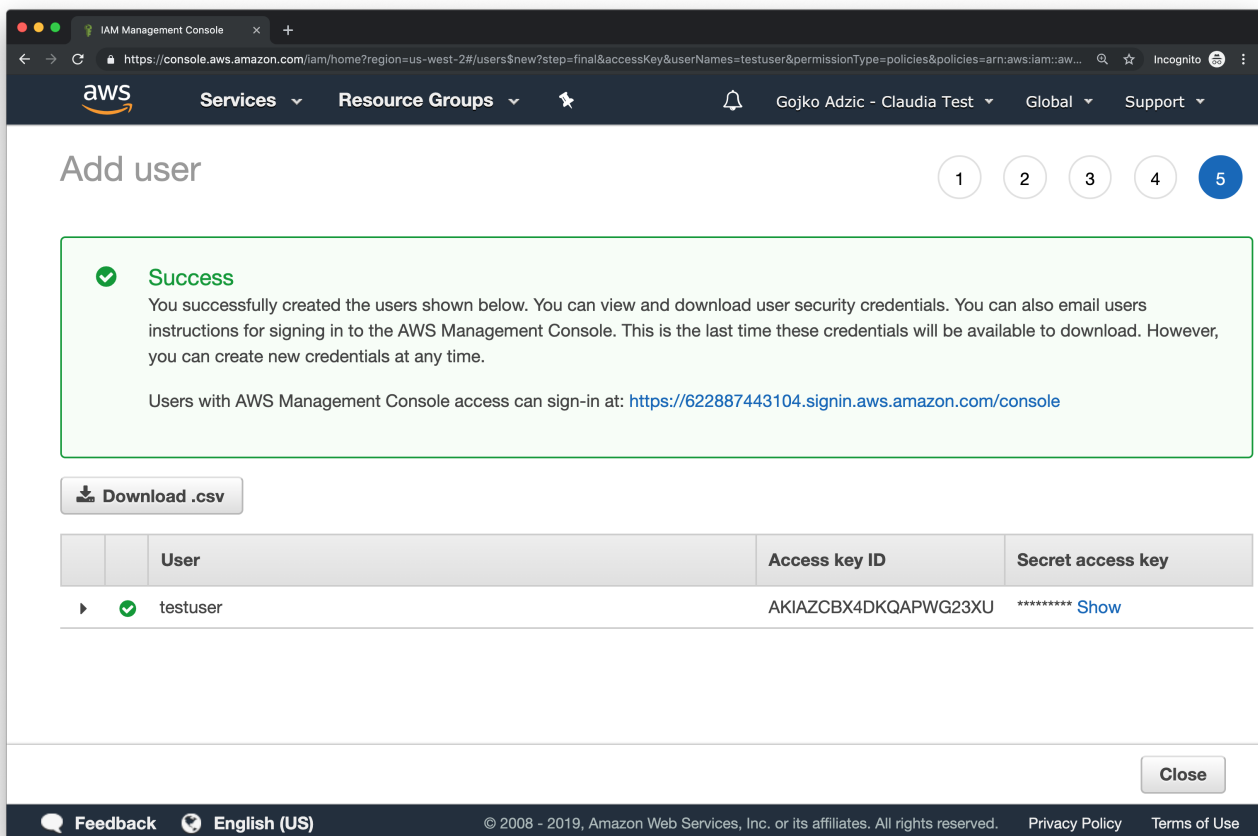 IAM Management Console
https://console.aws.amazon.com/iam/home?region=us-west-2#/users$new?step=final&accessKey&userNames=testuser&permissionType=policies&policies=arn:aws:iam::aw... Incognito
aws Services Resource Groups Gojko Adzic - Claudia Test Global Support
Add user 1 2 3 4 5
Success
You successfully created the users shown below. You can view and download user security credentials. You can also email users
instructions for signing in to the AWS Management Console. This is the last time these credentials will be available to download. However,
you can create new credentials at any time.
Users with AWS Management Console access can sign-in at: https://622887443104.signin.aws.amazon.com/console
Download .csv
User Access key ID Secret access key
testuser AKIAZCBX4DKQAPWG23XU ********* Show
Close
Feedback English (US) © 2008 - 2019, Amazon Web Services, Inc. or its affiliates. All rights reserved. Privacy Policy Terms of Use